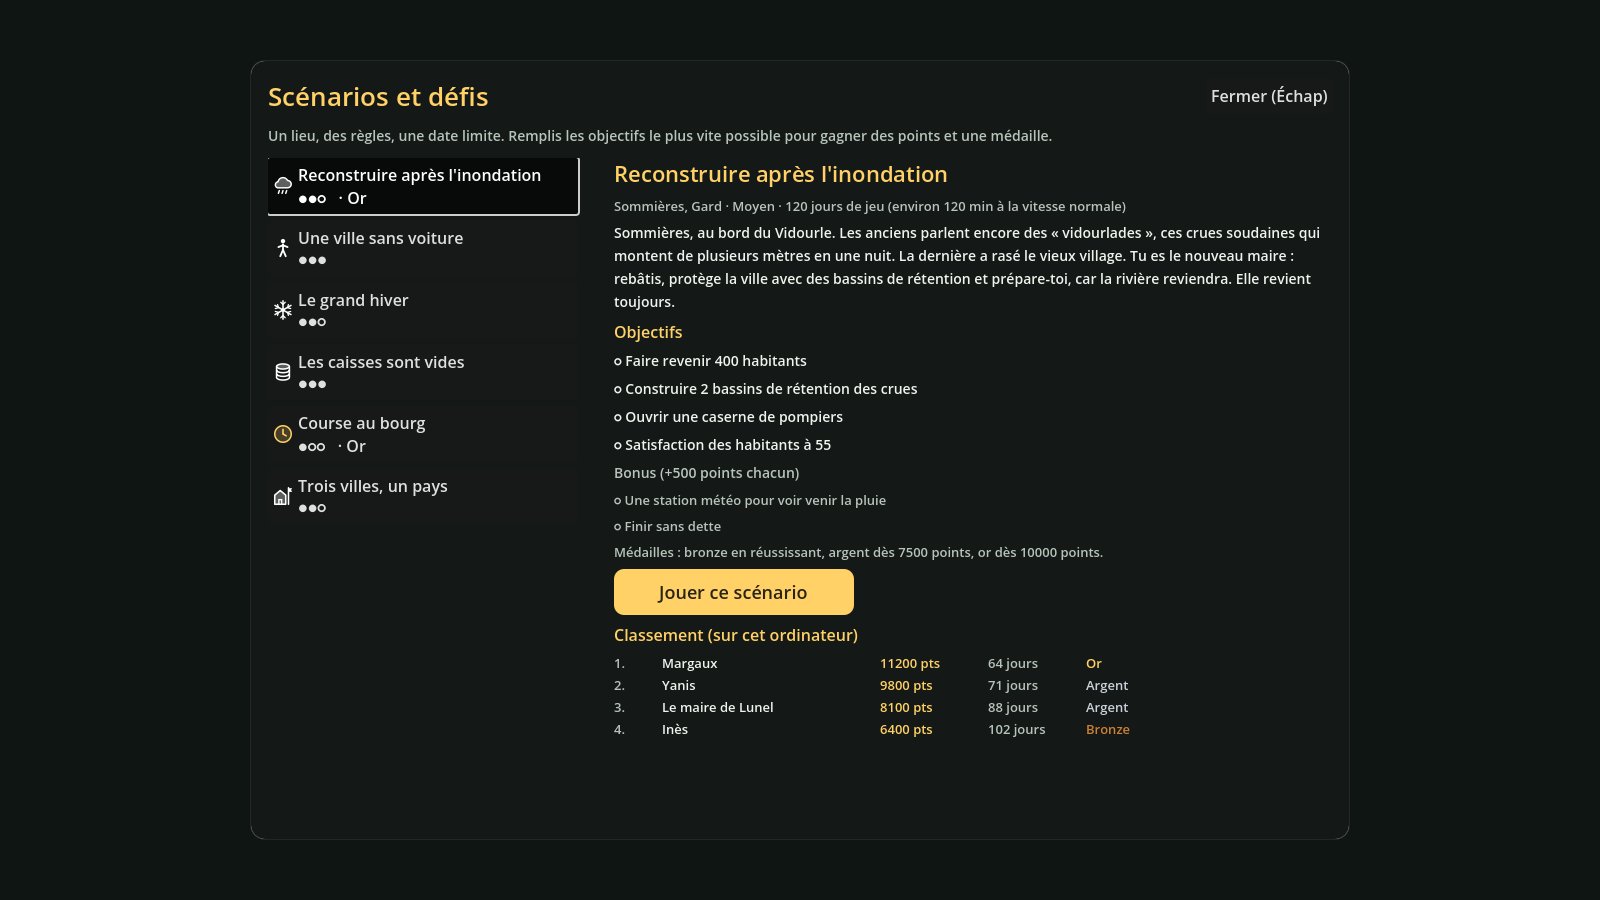 Scénarios et défis
Fermer (Échap)
Un lieu, des règles, une date limite. Remplis les objectifs le plus vite possible pour gagner des points et une médaille.
Reconstruire après l'inondation
●●○ · Or
Une ville sans voiture
●●●
Le grand hiver
●●○
Les caisses sont vides
●●●
Course au bourg
●○○ · Or
Trois villes, un pays
●●○
Reconstruire après l'inondation
Sommières, Gard · Moyen · 120 jours de jeu (environ 120 min à la vitesse normale)
Sommières, au bord du Vidourle. Les anciens parlent encore des « vidourlades », ces crues soudaines qui
montent de plusieurs mètres en une nuit. La dernière a rasé le vieux village. Tu es le nouveau maire :
rebâtis, protège la ville avec des bassins de rétention et prépare-toi, car la rivière reviendra. Elle revient
toujours.
Objectifs
○ Faire revenir 400 habitants
○ Construire 2 bassins de rétention des crues
○ Ouvrir une caserne de pompiers
○ Satisfaction des habitants à 55
Bonus (+500 points chacun)
○ Une station météo pour voir venir la pluie
○ Finir sans dette
Médailles : bronze en réussissant, argent dès 7500 points, or dès 10000 points.
Jouer ce scénario
Classement (sur cet ordinateur)
1. Margaux 11200 pts 64 jours Or
2. Yanis 9800 pts 71 jours Argent
3. Le maire de Lunel 8100 pts 88 jours Argent
4. Inès 6400 pts 102 jours Bronze